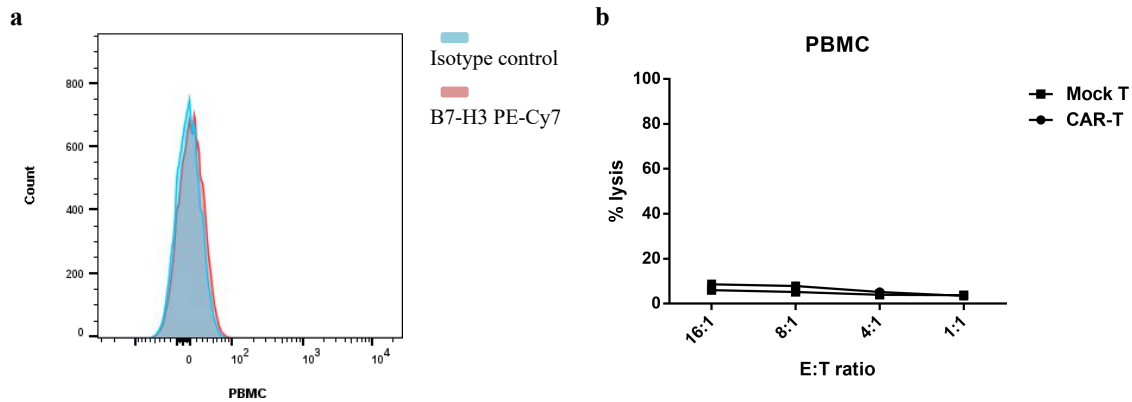 a
Isotype control
B7-H3 PE-Cy7
Count
800
600
400
200
0
0
10²
10³
10⁴
PBMC
b
PBMC
Mock T
CAR-T
% lysis
100
80
60
40
20
0
16:1
8:1
4:1
1:1
E:T ratio